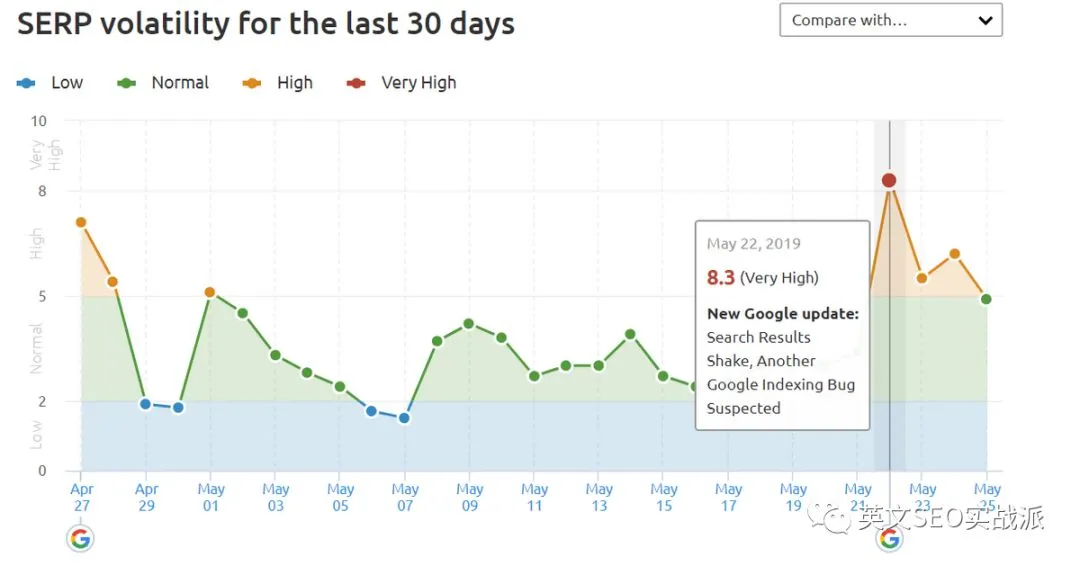 SERP volatility for the last 30 days
Compare with...
Low
Normal
High
Very High
10
8
5
2
0
Very
High
High
Normal
Low
May 22, 2019
8.3 (Very High)
New Google update:
Search Results
Shake, Another
Google Indexing Bug
Suspected
Apr
27
Apr
29
May
01
May
03
May
05
May
07
May
09
May
11
May
13
May
15
May
17
May
19
May
21
May
23
May
25
G
G
英文SEO实战派